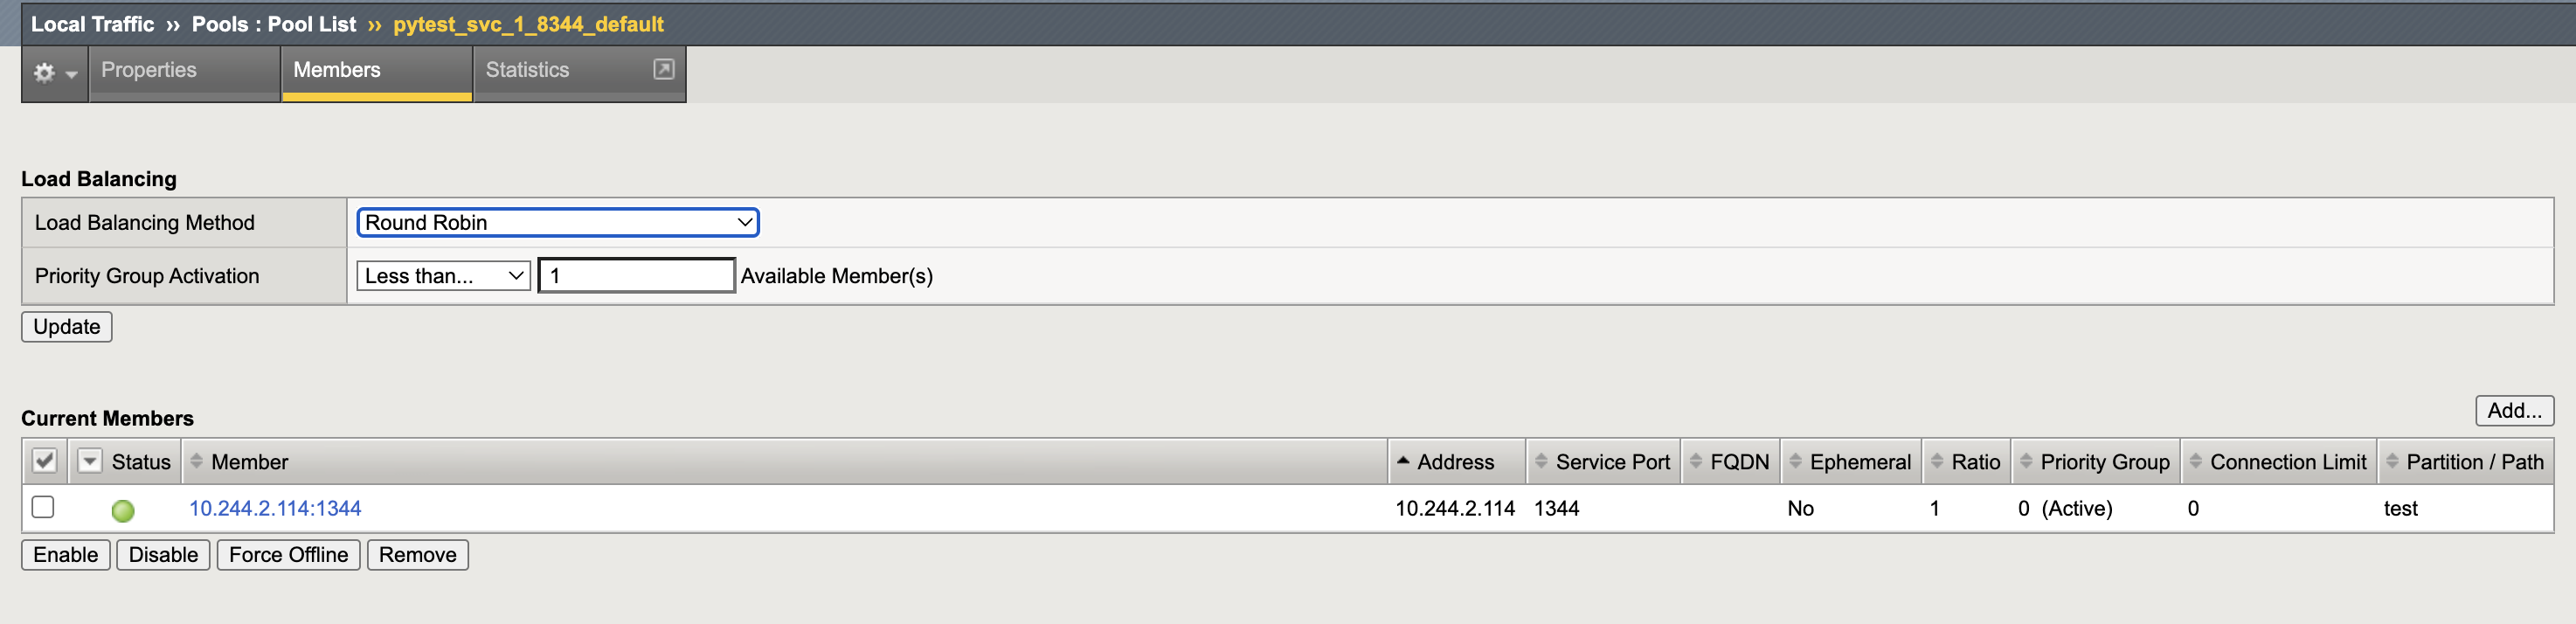 Local Traffic ›› Pools : Pool List ›› pytest_svc_1_8344_default
Properties Members Statistics
Load Balancing
Load Balancing Method Round Robin
Priority Group Activation Less than... 1 Available Member(s)
Update
Add...
Current Members
Status Member Address Service Port FQDN Ephemeral Ratio Priority Group Connection Limit Partition / Path
10.244.2.114:1344 10.244.2.114 1344 No 1 0 (Active) 0 test
Enable Disable Force Offline Remove